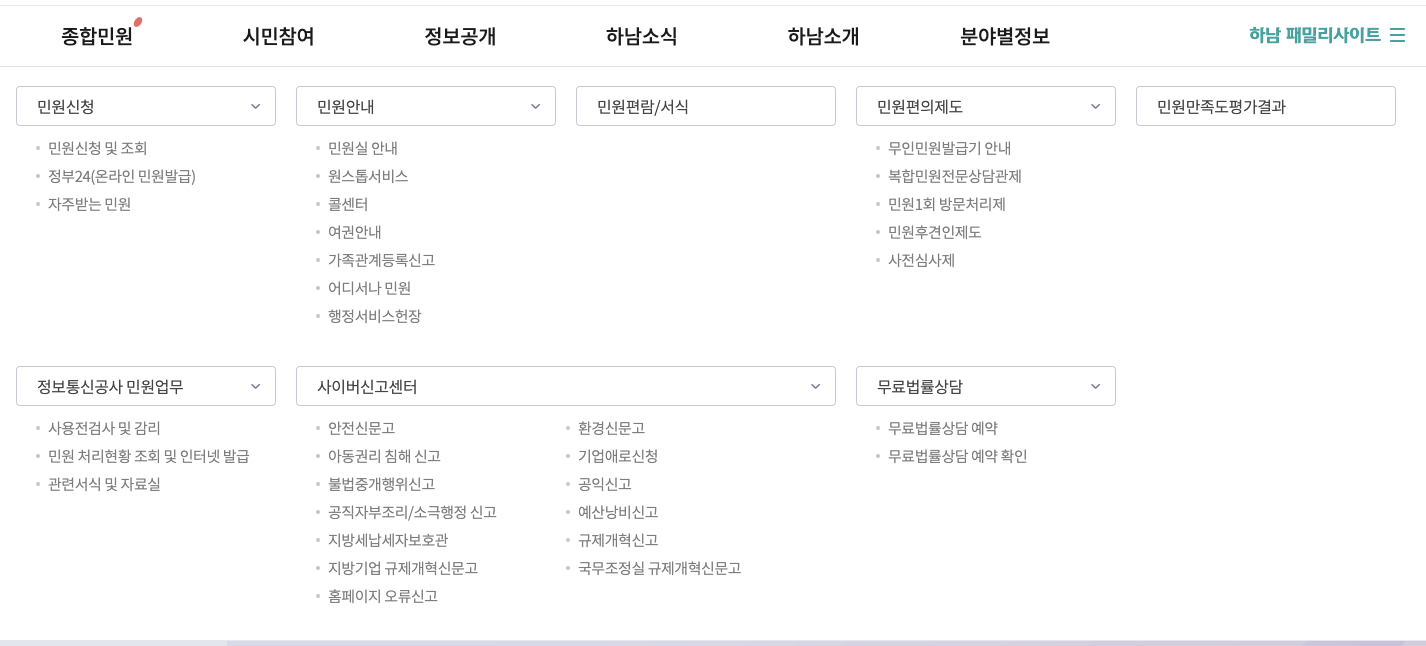 종합민원
시민참여
정보공개
하남소식
하남소개
분야별정보
하남 패밀리사이트
민원신청
민원신청 및 조회
정부24(온라인 민원발급)
자주받는 민원
민원안내
민원실 안내
원스톱서비스
콜센터
여권안내
가족관계등록신고
어디서나 민원
행정서비스헌장
민원편람/서식
민원편의제도
무인민원발급기 안내
복합민원전문상담관제
민원1회 방문처리제
민원후견인제도
사전심사제
민원만족도평가결과
정보통신공사 민원업무
사용전검사 및 감리
민원 처리현황 조회 및 인터넷 발급
관련서식 및 자료실
사이버신고센터
안전신문고
아동권리 침해 신고
불법중개행위신고
공직자부조리/소극행정 신고
지방세납세자보호관
지방기업 규제개혁신문고
홈페이지 오류신고
환경신문고
기업애로신청
공익신고
예산낭비신고
규제개혁신고
국무조정실 규제개혁신문고
무료법률상담
무료법률상담 예약
무료법률상담 예약 확인